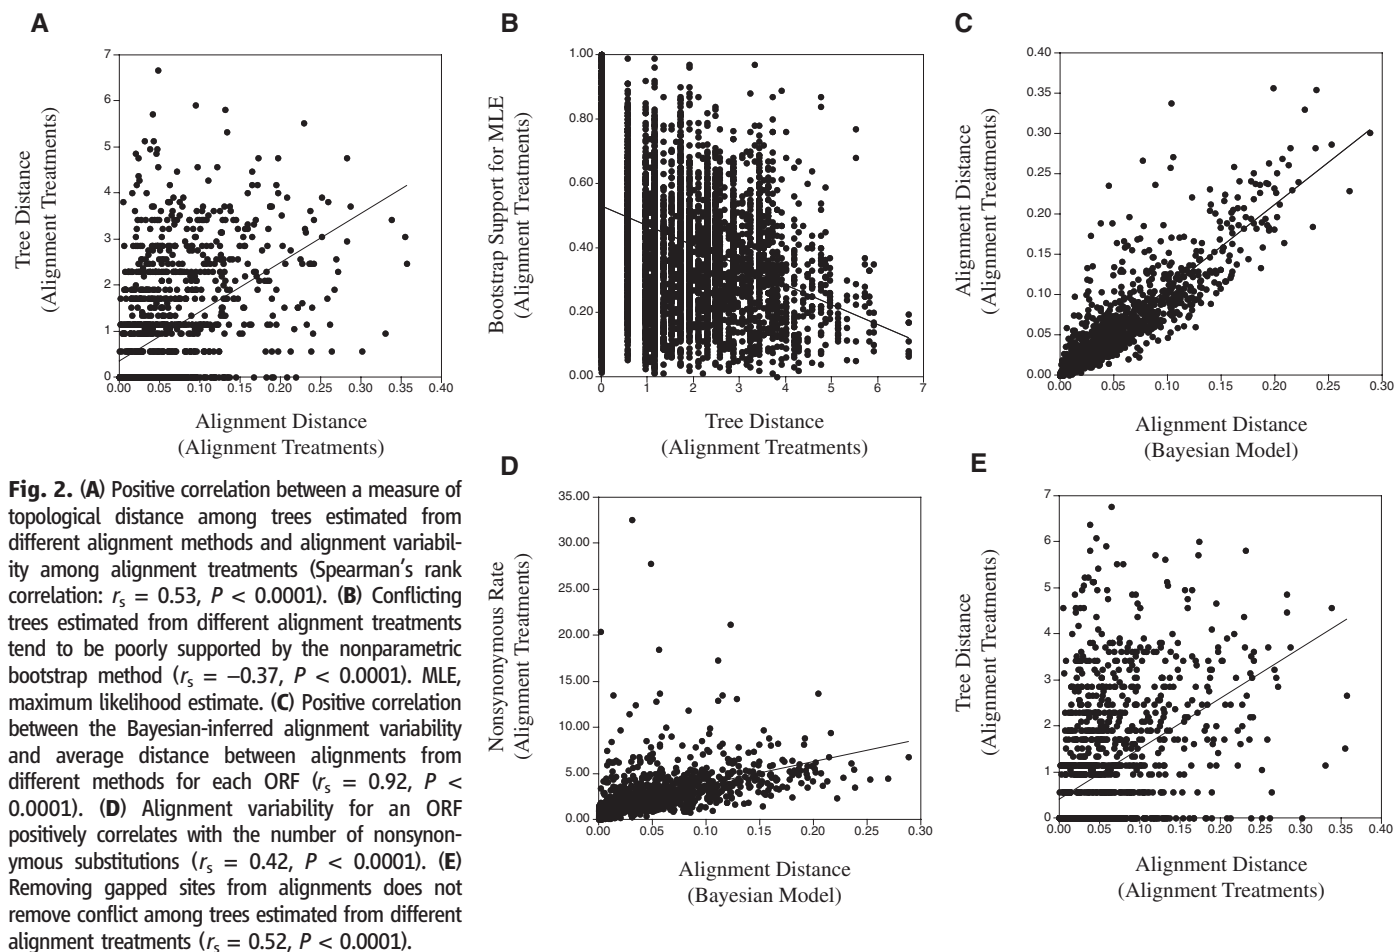 A
7
6
5
4
3
2
1
0
0.00 0.05 0.10 0.15 0.20 0.25 0.30 0.35 0.40
Tree Distance
(Alignment Treatments)
Alignment Distance
(Alignment Treatments)
B
1.00
0.80
0.60
0.40
0.20
0.00
0 1 2 3 4 5 6 7
Bootstrap Support for MLE
(Alignment Treatments)
Tree Distance
(Alignment Treatments)
C
0.40
0.35
0.30
0.25
0.20
0.15
0.10
0.05
0.00
0.00 0.05 0.10 0.15 0.20 0.25 0.30
Alignment Distance
(Alignment Treatments)
Alignment Distance
(Bayesian Model)
Fig. 2. (A) Positive correlation between a measure of
topological distance among trees estimated from
different alignment methods and alignment variabil-
ity among alignment treatments (Spearman's rank
correlation: rs = 0.53, P < 0.0001). (B) Conflicting
trees estimated from different alignment treatments
tend to be poorly supported by the nonparametric
bootstrap method (rs = −0.37, P < 0.0001). MLE,
maximum likelihood estimate. (C) Positive correlation
between the Bayesian-inferred alignment variability
and average distance between alignments from
different methods for each ORF (rs = 0.92, P <
0.0001). (D) Alignment variability for an ORF
positively correlates with the number of nonsynon-
ymous substitutions (rs = 0.42, P < 0.0001). (E)
Removing gapped sites from alignments does not
remove conflict among trees estimated from different
alignment treatments (rs = 0.52, P < 0.0001).
D
35.00
30.00
25.00
20.00
15.00
10.00
5.00
0.00
0.00 0.05 0.10 0.15 0.20 0.25 0.30
Nonsynonymous Rate
(Alignment Treatments)
Alignment Distance
(Bayesian Model)
E
7
6
5
4
3
2
1
0
0.00 0.05 0.10 0.15 0.20 0.25 0.30 0.35 0.40
Tree Distance
(Alignment Treatments)
Alignment Distance
(Alignment Treatments)